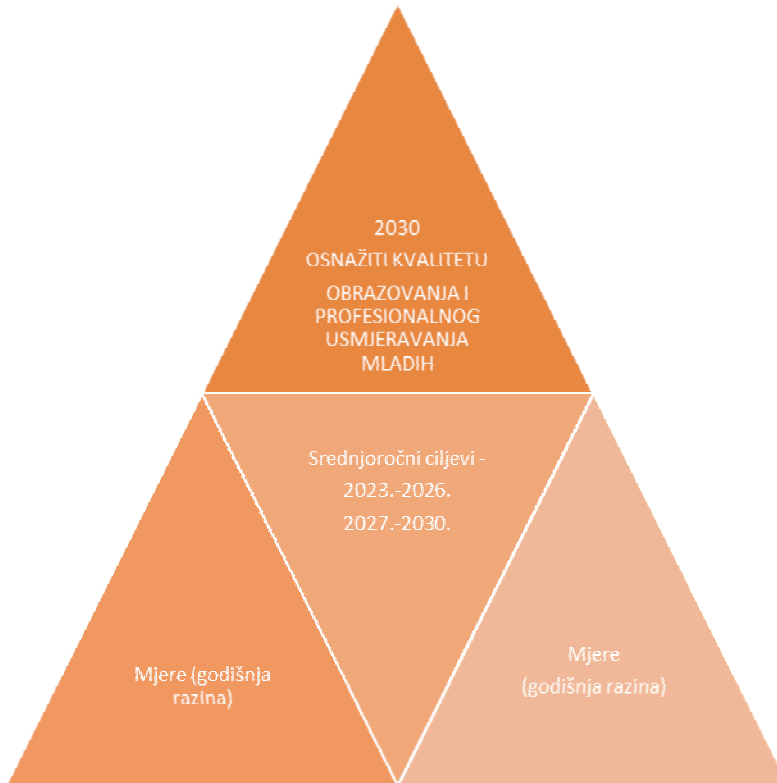 2030
OSNAŽITI KVALITETU
OBRAZOVANJA I
PROFESIONALNOG
USMJERAVANJA
MLADIH
Srednjoročni ciljevi -
2023.-2026.
2027.-2030.
Mjere (godišnja
razina)
Mjere
(godišnja razina)